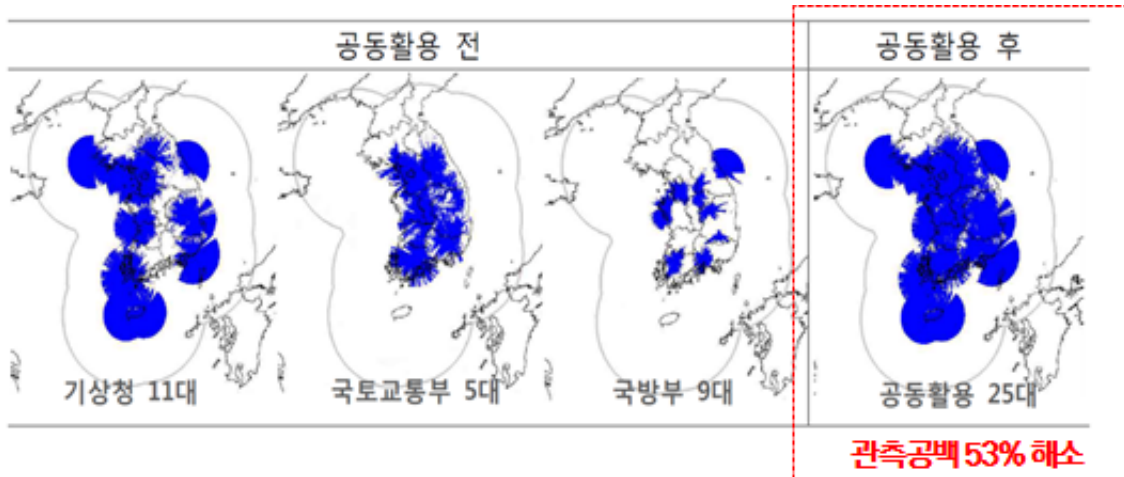 공동활용 전
공동활용 후
기상청 11대
국토교통부 5대
국방부 9대
공동활용 25대
관측공백 53% 해소